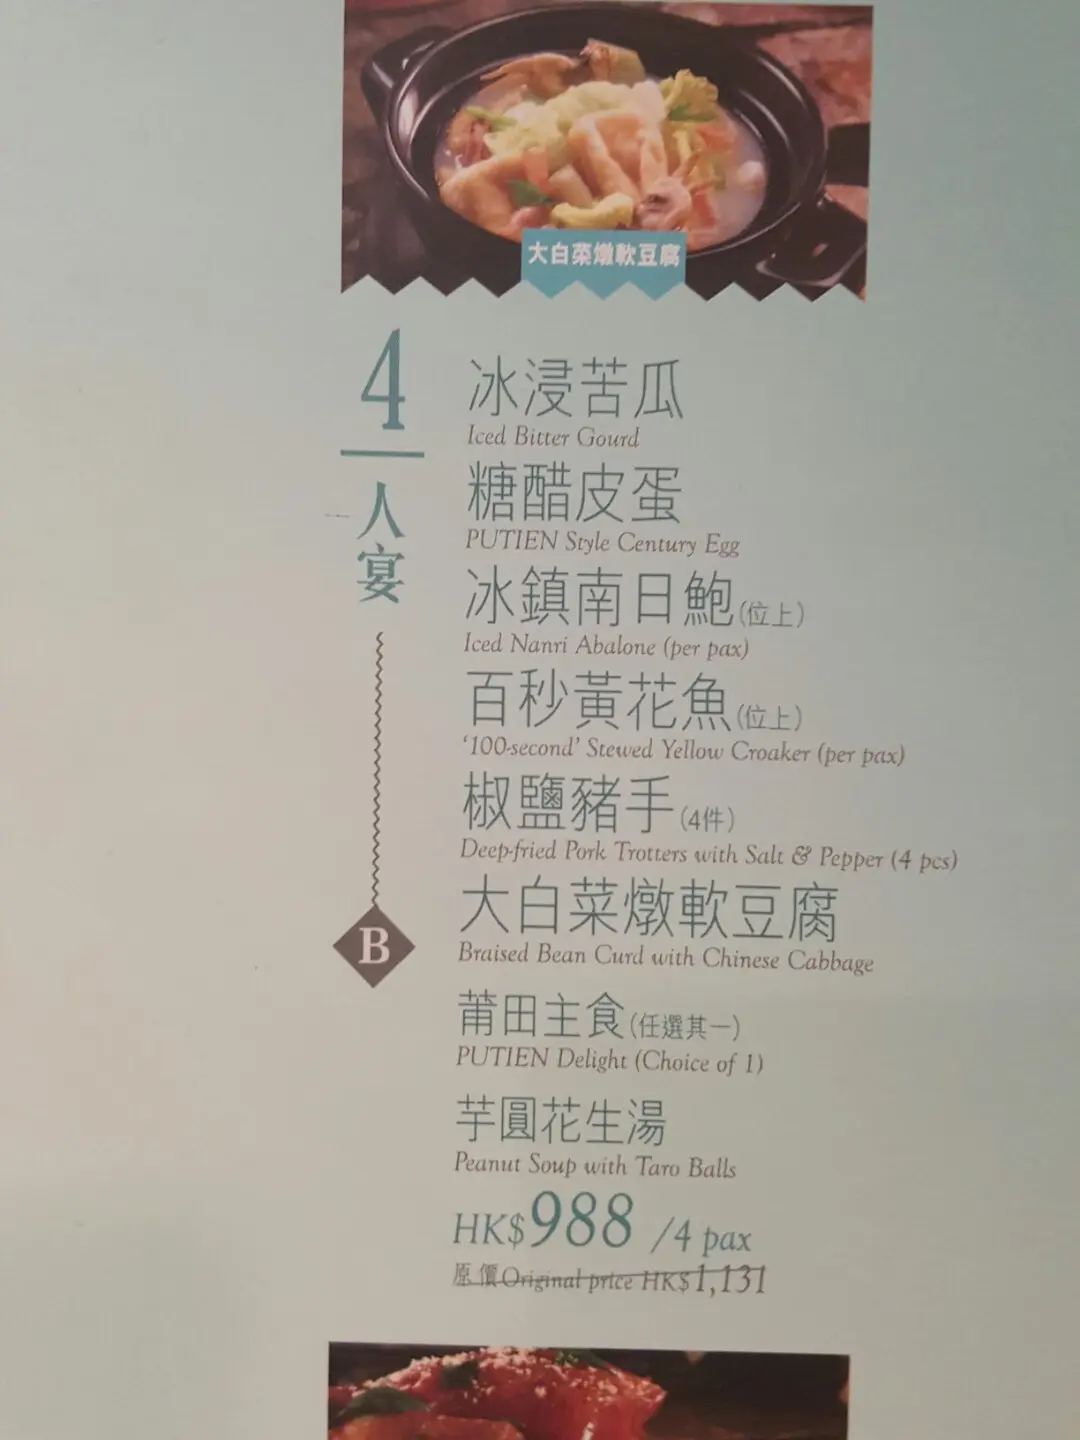 大白菜燉軟豆腐
4
人宴
B
冰浸苦瓜
Iced Bitter Gourd
糖醋皮蛋
PUTIEN Style Century Egg
冰鎮南日鮑(位上)
Iced Nanri Abalone (per pax)
百秒黃花魚(位上)
‘100-second’ Stewed Yellow Croaker (per pax)
椒鹽豬手(4件)
Deep-fried Pork Trotters with Salt & Pepper (4 pcs)
大白菜燉軟豆腐
Braised Bean Curd with Chinese Cabbage
莆田主食(任選其一)
PUTIEN Delight (Choice of 1)
芋圓花生湯
Peanut Soup with Taro Balls
HK$988 /4 pax
原價 Original price HK$1,131